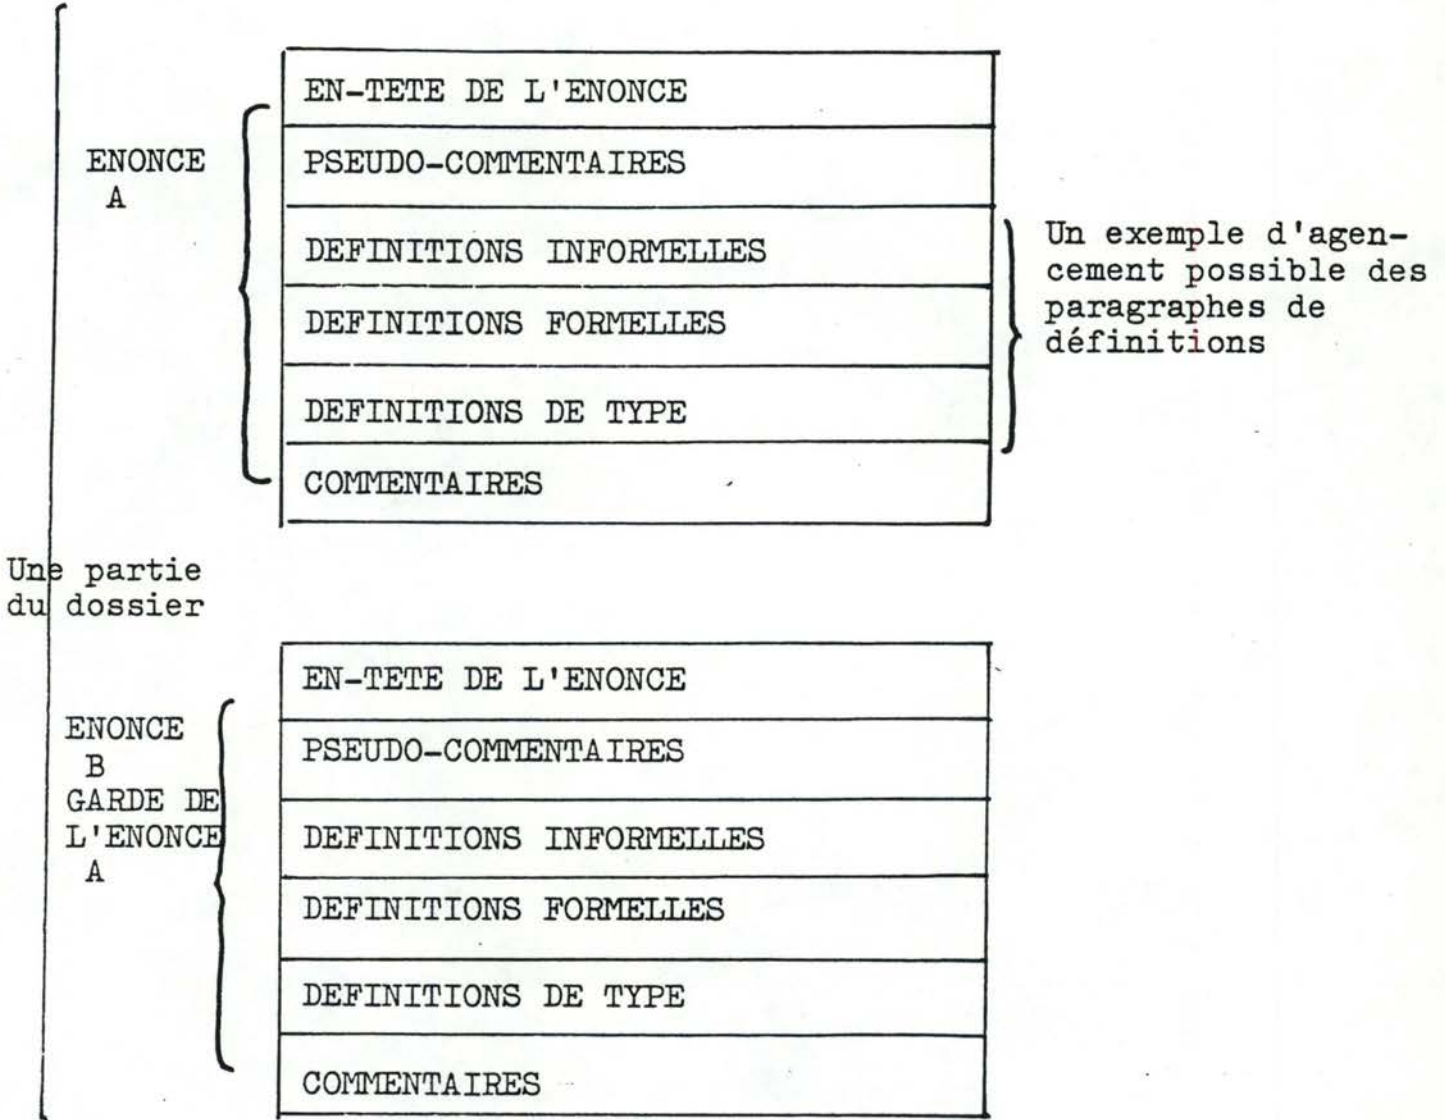 EN-TETE DE L'ENONCE
ENONCE
A
PSEUDO-COMMENTAIRES
DEFINITIONS INFORMELLES
DEFINITIONS FORMELLES
DEFINITIONS DE TYPE
COMMENTAIRES
Un exemple d'agen-
cement possible des
paragraphes de
définitions
Une partie
du dossier
EN-TETE DE L'ENONCE
ENONCE
B
GARDE DE
L'ENONCE
A
PSEUDO-COMMENTAIRES
DEFINITIONS INFORMELLES
DEFINITIONS FORMELLES
DEFINITIONS DE TYPE
COMMENTAIRES